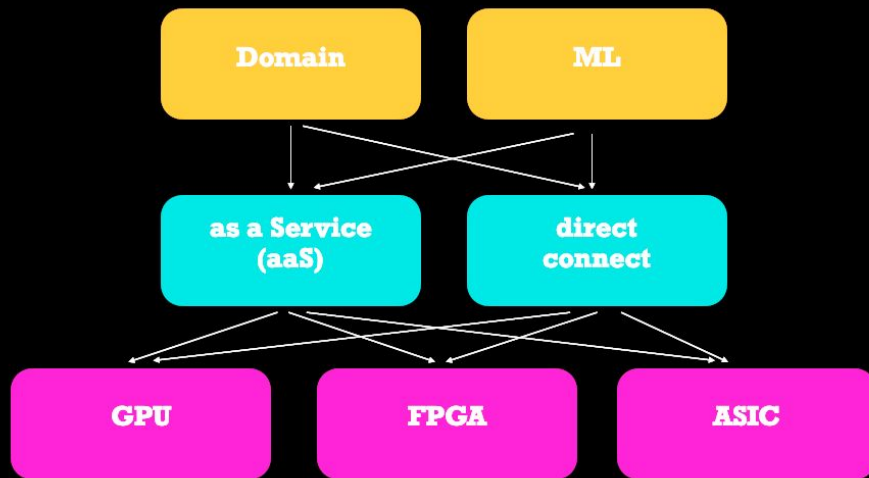 Domain
ML
as a Service
(aaS)
direct
connect
GPU
FPGA
ASIC